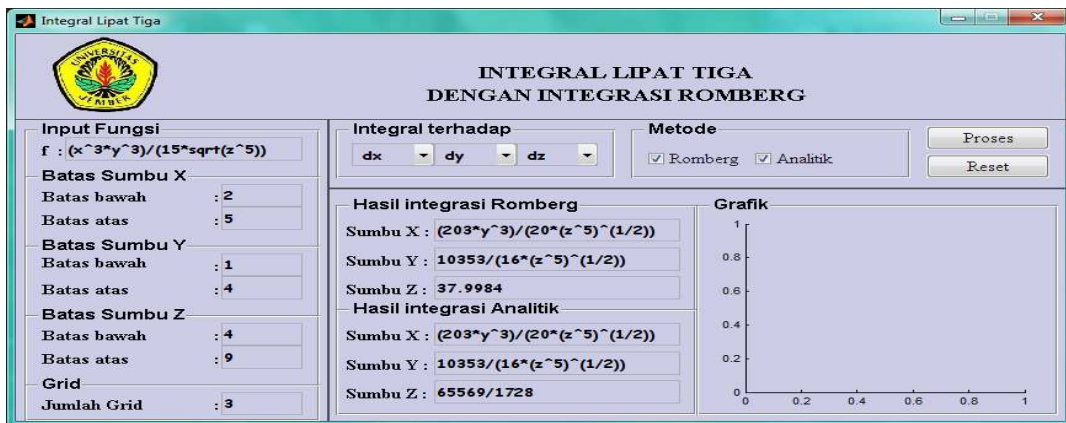 Integral Lipat Tiga
UNIVERSITAS
JEMBER
INTEGRAL LIPAT TIGA
DENGAN INTEGRASI ROMBERG
Input Fungsi
f : (x^3*y^3)/(15*sqrt(z^5))
Batas Sumbu X
Batas bawah : 2
Batas atas : 5
Batas Sumbu Y
Batas bawah : 1
Batas atas : 4
Batas Sumbu Z
Batas bawah : 4
Batas atas : 9
Grid
Jumlah Grid : 3
Integral terhadap
dx dy dz
Metode
Romberg Analitik
Proses
Reset
Hasil integrasi Romberg
Sumbu X : (203*y^3)/(20*(z^5)^(1/2))
Sumbu Y : 10353/(16*(z^5)^(1/2))
Sumbu Z : 37.9984
Hasil integrasi Analitik
Sumbu X : (203*y^3)/(20*(z^5)^(1/2))
Sumbu Y : 10353/(16*(z^5)^(1/2))
Sumbu Z : 65569/1728
Grafik
1
0.8
0.6
0.4
0.2
0
0 0.2 0.4 0.6 0.8 1